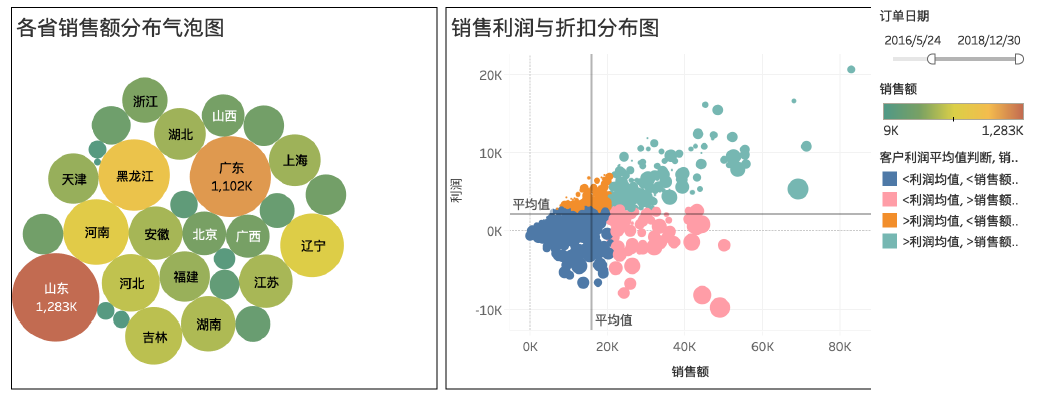 各省销售额分布气泡图
浙江
山西
湖北
上海
广东
1,102K
天津
黑龙江
河南
安徽
北京
广西
辽宁
山东
1,283K
河北
福建
江苏
湖南
吉林
销售利润与折扣分布图
20K
10K
0K
-10K
利润
平均值
平均值
0K
20K
40K
60K
80K
销售额
订单日期
2016/5/24
2018/12/30
销售额
9K
1,283K
客户利润平均值判断, 销..
<利润均值, <销售额..
<利润均值, >销售额..
>利润均值, <销售额..
>利润均值, >销售额..